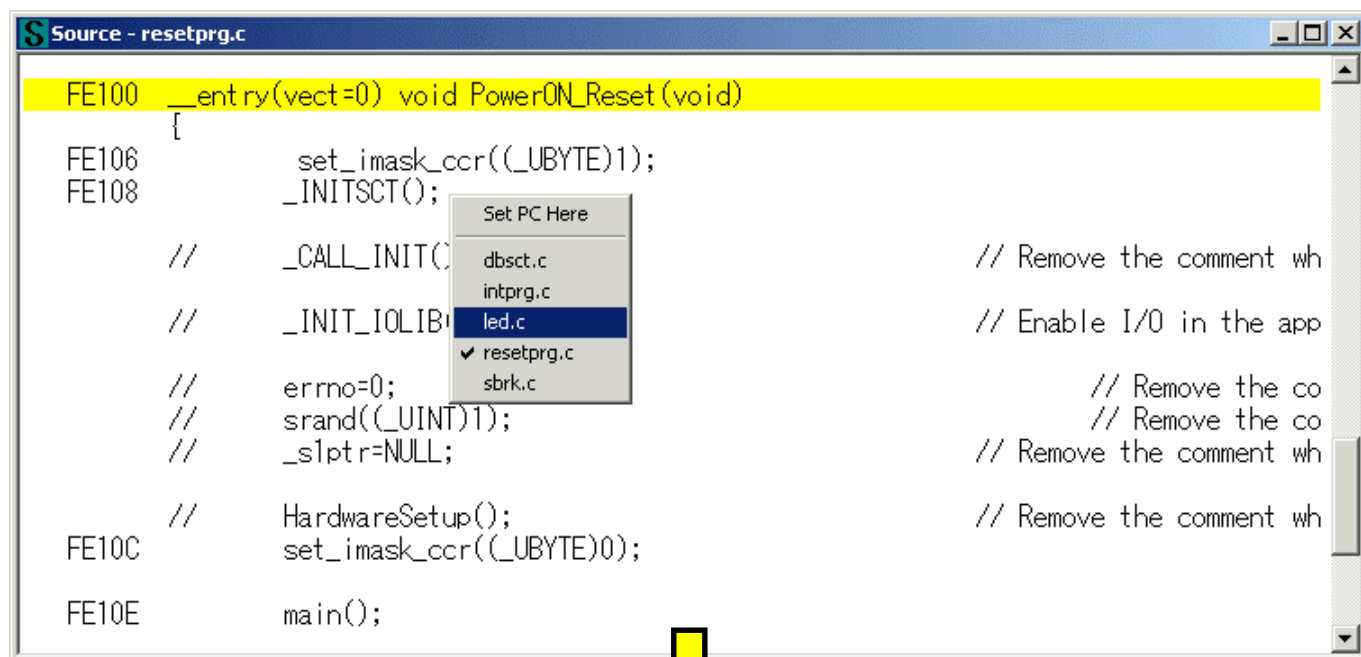 Source - resetprg.c
FE100 __entry(vect=0) void PowerON_Reset(void)
{
FE106 set_imask_ccr((_UBYTE)1);
FE108 _INITSCT();
Set PC Here
// _CALL_INIT() // Remove the comment wh
dbsct.c
intprg.c
// _INIT_IOLIB( // Enable I/O in the app
led.c
✔ resetprg.c
sbrk.c
// errno=0; // Remove the co
// srand((_UINT)1); // Remove the co
// _s1ptr=NULL; // Remove the comment wh
// HardwareSetup(); // Remove the comment wh
FE10C set_imask_ccr((_UBYTE)0);
FE10E main();